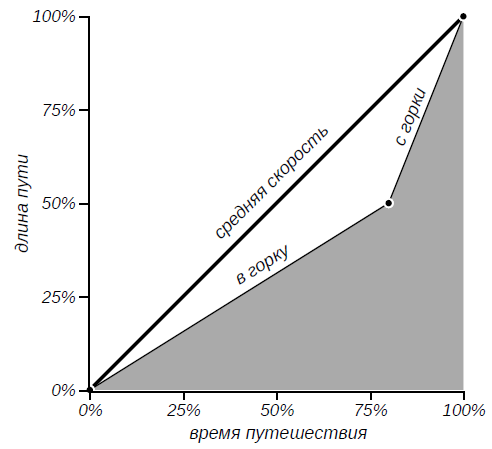 100%
75%
50%
25%
0%
длина пути
средняя скорость
с горки
в горку
0%
25%
50%
75%
100%
время путешествия